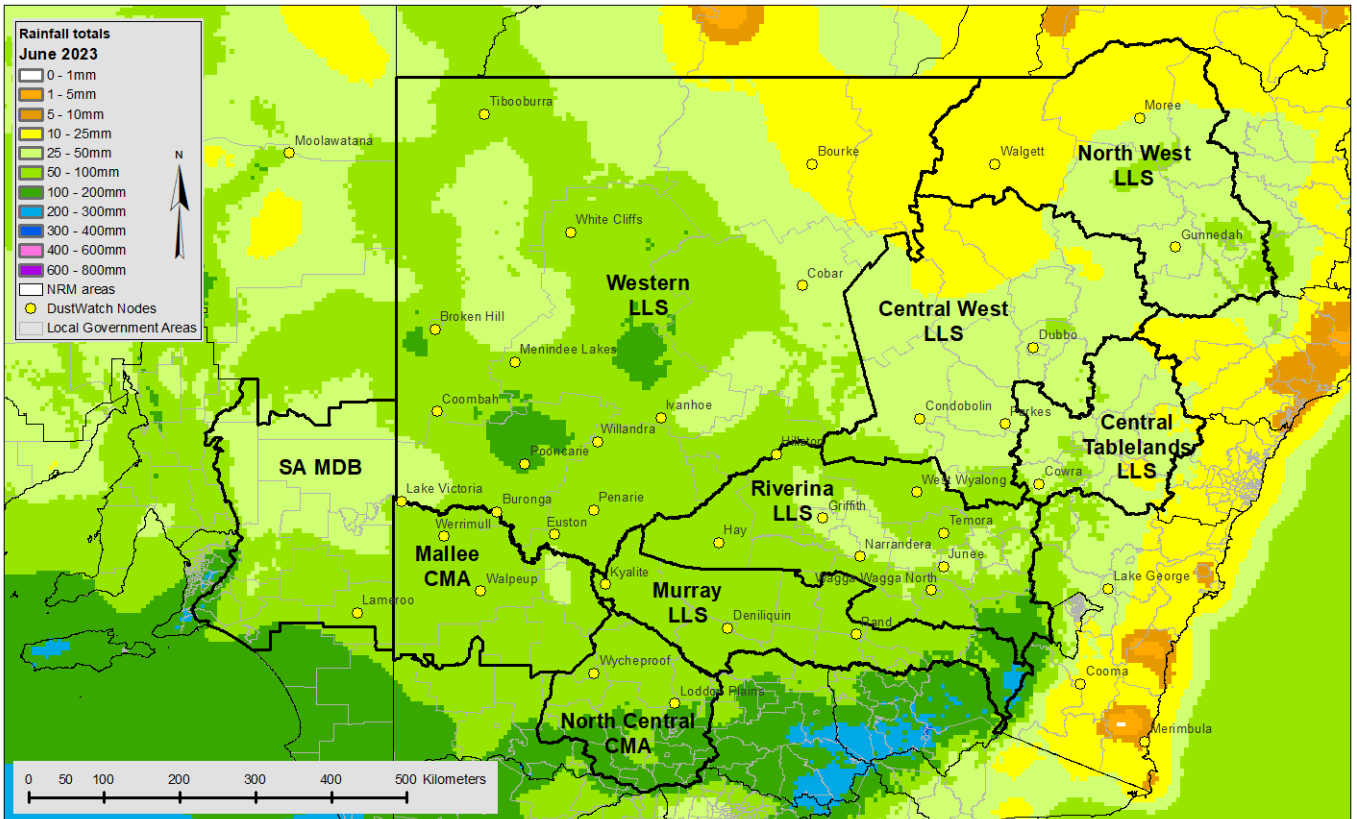 Rainfall totals
June 2023
0 - 1mm
1 - 5mm
5 - 10mm
10 - 25mm
25 - 50mm
50 - 100mm
100 - 200mm
200 - 300mm
300 - 400mm
400 - 600mm
600 - 800mm
NRM areas
DustWatch Nodes
Local Government Areas
N
Tibooburra
Moolawatana
Bourke
Walgett
Moree
North West
LLS
White Cliffs
Gunnedah
Cobar
Western
LLS
Central West
LLS
Broken Hill
Menindee Lakes
Dubbo
Coombah
Ivanhoe
Condobolin
Parkes
Central
Tablelands
LLS
Willandra
Hillston
Pooncarie
SA MDB
Cowra
Lake Victoria
Buronga
Penarie
Riverina
LLS
West Wyalong
Griffith
Werrimull
Euston
Hay
Temora
Mallee
CMA
Narrandera
Junee
Walpeup
Kyalite
Wagga Wagga North
Lake George
Murray
LLS
Lameroo
Deniliquin
Rand
Wycheproof
Cooma
Loddon Plains
North Central
CMA
Merimbula
0 50 100 200 300 400 500 Kilometers